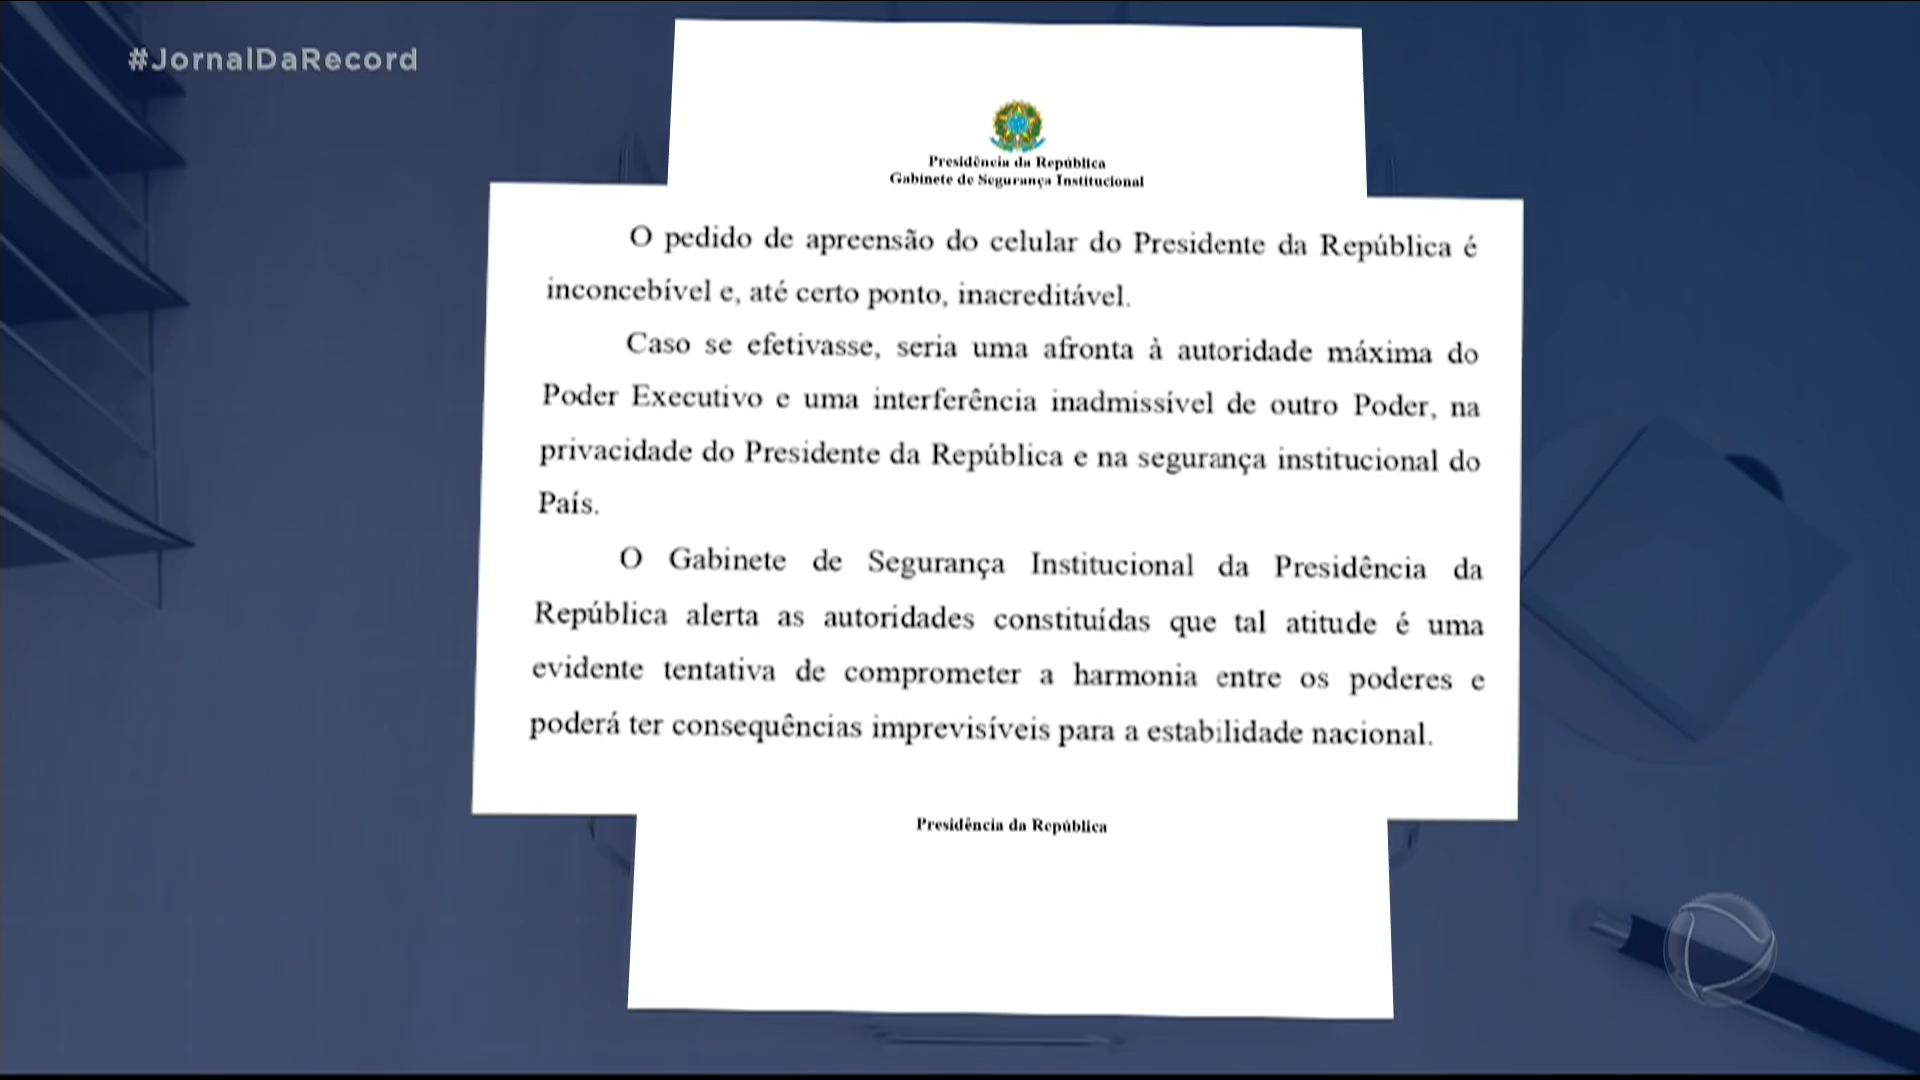 #JornalDaRecord
Presidência da República
Gabinete de Segurança Institucional
O pedido de apreensão do celular do Presidente da República é
inconcebível e, até certo ponto, inacreditável.
Caso se efetivasse, seria uma afronta à autoridade máxima do
Poder Executivo e uma interferência inadmissível de outro Poder, na
privacidade do Presidente da República e na segurança institucional do
País.
O Gabinete de Segurança Institucional da Presidência da
República alerta as autoridades constituídas que tal atitude é uma
evidente tentativa de comprometer a harmonia entre os poderes e
poderá ter consequências imprevisíveis para a estabilidade nacional.
Presidência da República